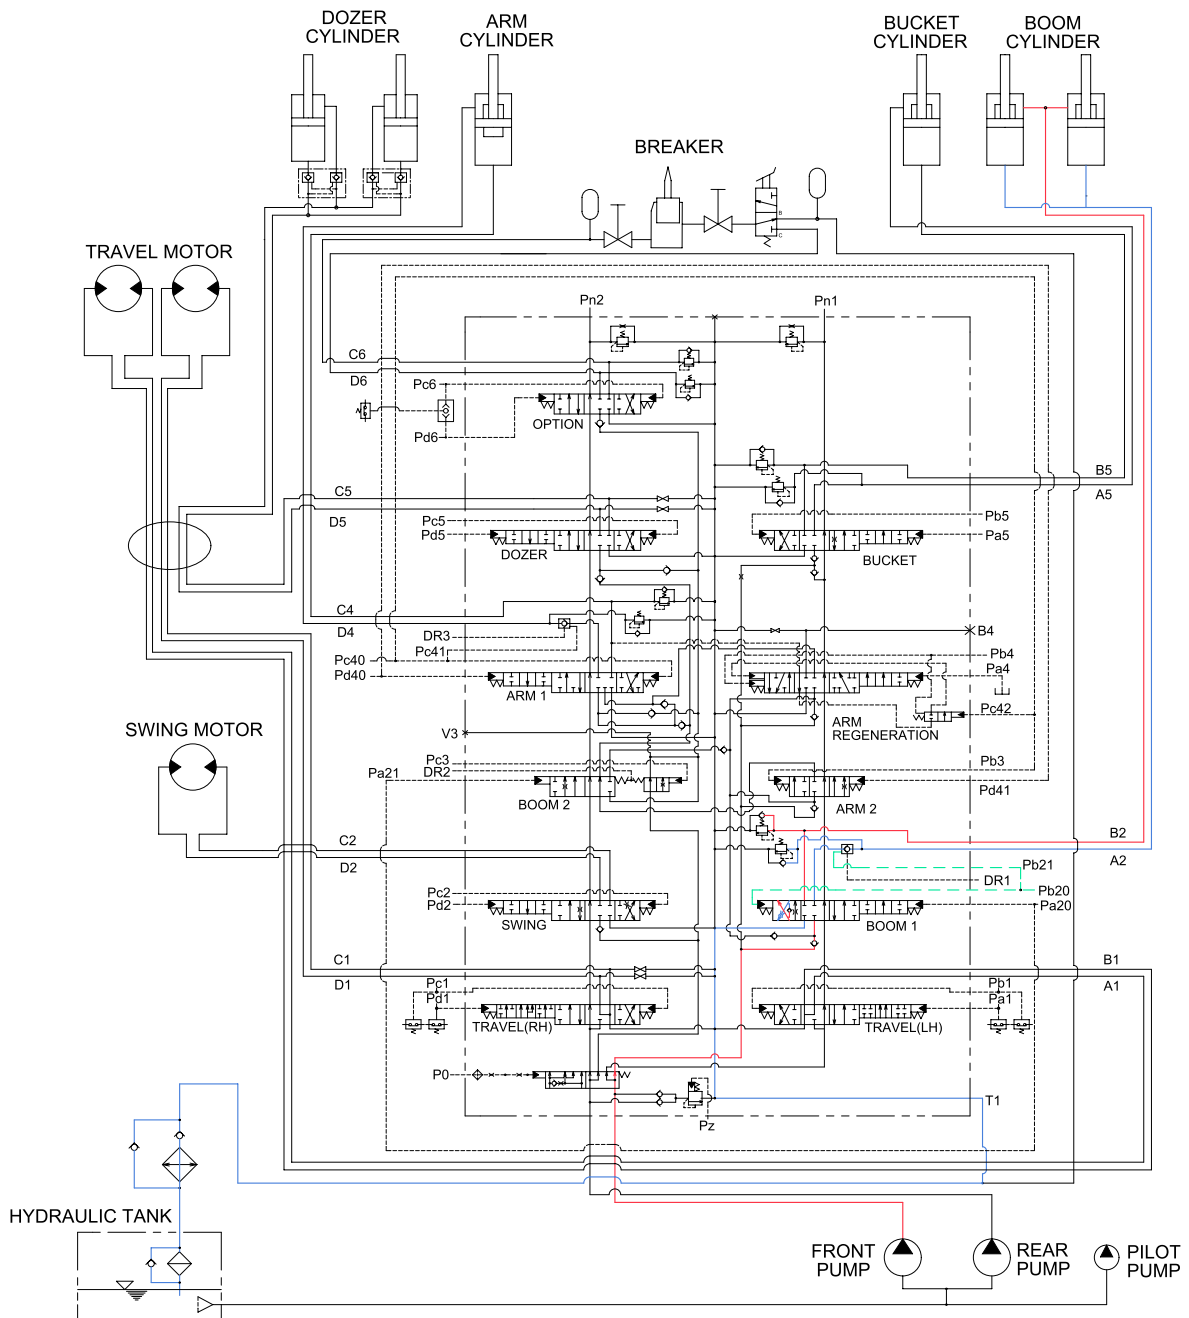 DOZER
CYLINDER
ARM
CYLINDER
BUCKET
CYLINDER
BOOM
CYLINDER
BREAKER
B
C
TRAVEL MOTOR
Pn2
Pn1
C6
D6
Pc6
OPTION
Pd6
B5
A5
C5
D5
Pc5
Pd5
DOZER
Pb5
Pa5
BUCKET
C4
D4
DR3
Pc41
Pc40
Pd40
ARM 1
B4
Pb4
Pa4
Pc42
ARM
REGENERATION
SWING MOTOR
V3
Pc3
DR2
Pa21
BOOM 2
Pb3
Pd41
ARM 2
C2
D2
B2
A2
Pb21
DR1
Pb20
Pa20
Pc2
Pd2
SWING
BOOM 1
C1
D1
B1
A1
Pc1
Pd1
TRAVEL(RH)
Pb1
Pa1
TRAVEL(LH)
P0
Pz
T1
HYDRAULIC TANK
FRONT
PUMP
REAR
PUMP
PILOT
PUMP